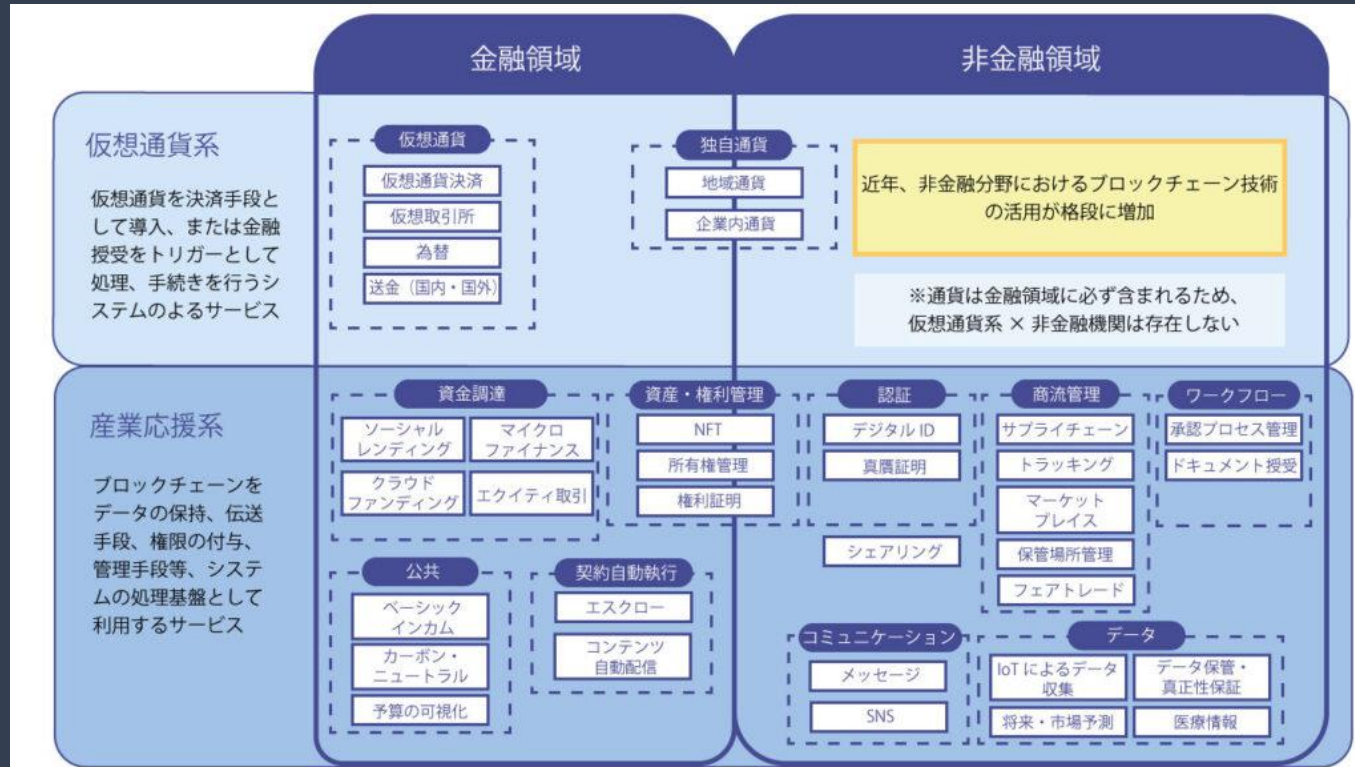 金融領域
非金融領域
仮想通貨系
仮想通貨を決済手段と
して導入、または金融
授受をトリガーとして
処理、手続きを行うシ
ステムのよるサービス
仮想通貨
仮想通貨決済
仮想取引所
為替
送金（国内・国外）
独自通貨
地域通貨
企業内通貨
近年、非金融分野におけるブロックチェーン技術
の活用が格段に増加
※通貨は金融領域に必ず含まれるため、
仮想通貨系 × 非金融機関は存在しない
産業応援系
ブロックチェーンを
データの保持、伝送
手段、権限の付与、
管理手段等、システ
ムの処理基盤として
利用するサービス
資金調達
ソーシャル
レンディング
マイクロ
ファイナンス
クラウド
ファンディング
エクイティ取引
資産・権利管理
NFT
所有権管理
権利証明
認証
デジタル ID
真贋証明
シェアリング
商流管理
サプライチェーン
トラッキング
マーケット
プレイス
保管場所管理
フェアトレード
ワークフロー
承認プロセス管理
ドキュメント授受
公共
ベーシック
インカム
カーボン・
ニュートラル
予算の可視化
契約自動執行
エスクロー
コンテンツ
自動配信
コミュニケーション
メッセージ
SNS
データ
IoT によるデータ
収集
データ保管・
真正性保証
将来・市場予測
医療情報